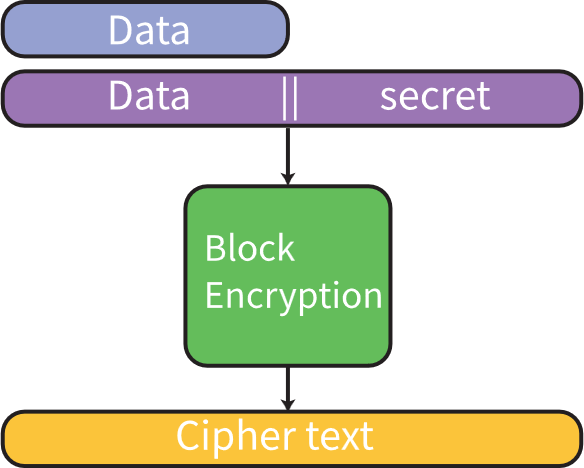 Data
Data || secret
Block
Encryption
Cipher text